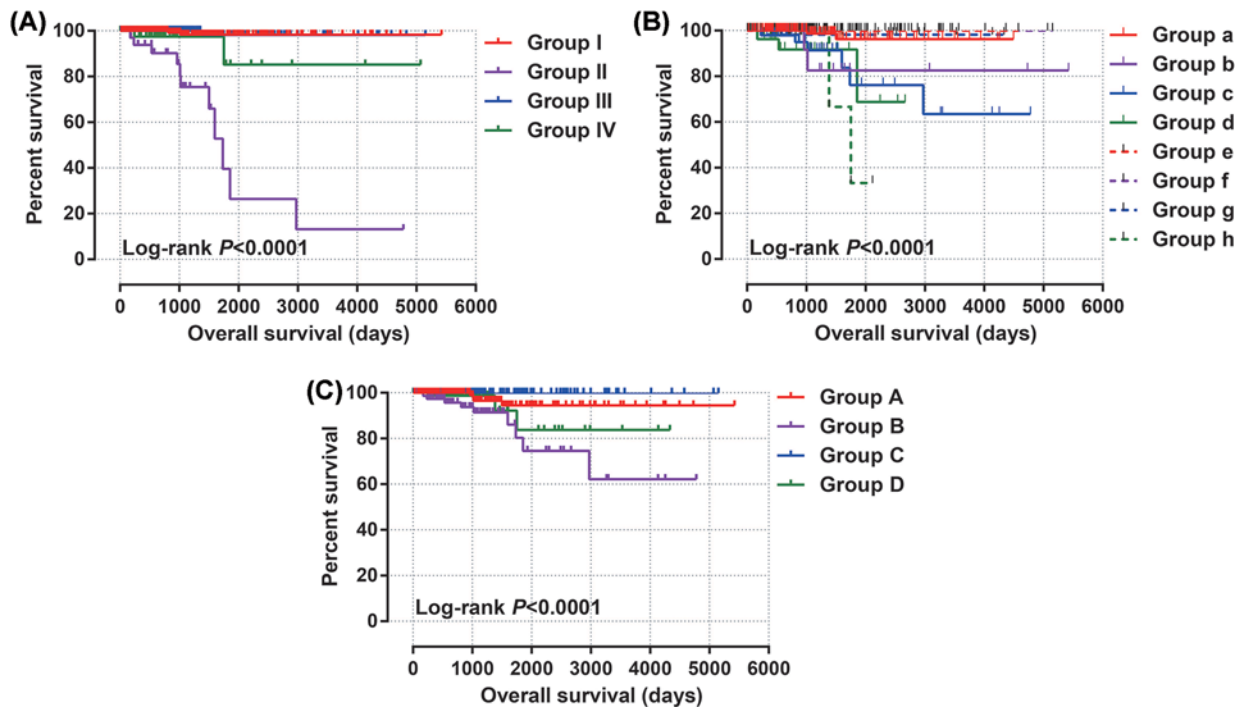 (A)
Percent survival
100
80
60
40
20
0
Log-rank P<0.0001
0 1000 2000 3000 4000 5000 6000
Overall survival (days)
Group I
Group II
Group III
Group IV
(B)
Percent survival
100
80
60
40
20
0
Log-rank P<0.0001
0 1000 2000 3000 4000 5000 6000
Overall survival (days)
Group a
Group b
Group c
Group d
Group e
Group f
Group g
Group h
(C)
Percent survival
100
80
60
40
20
0
Log-rank P<0.0001
0 1000 2000 3000 4000 5000 6000
Overall survival (days)
Group A
Group B
Group C
Group D